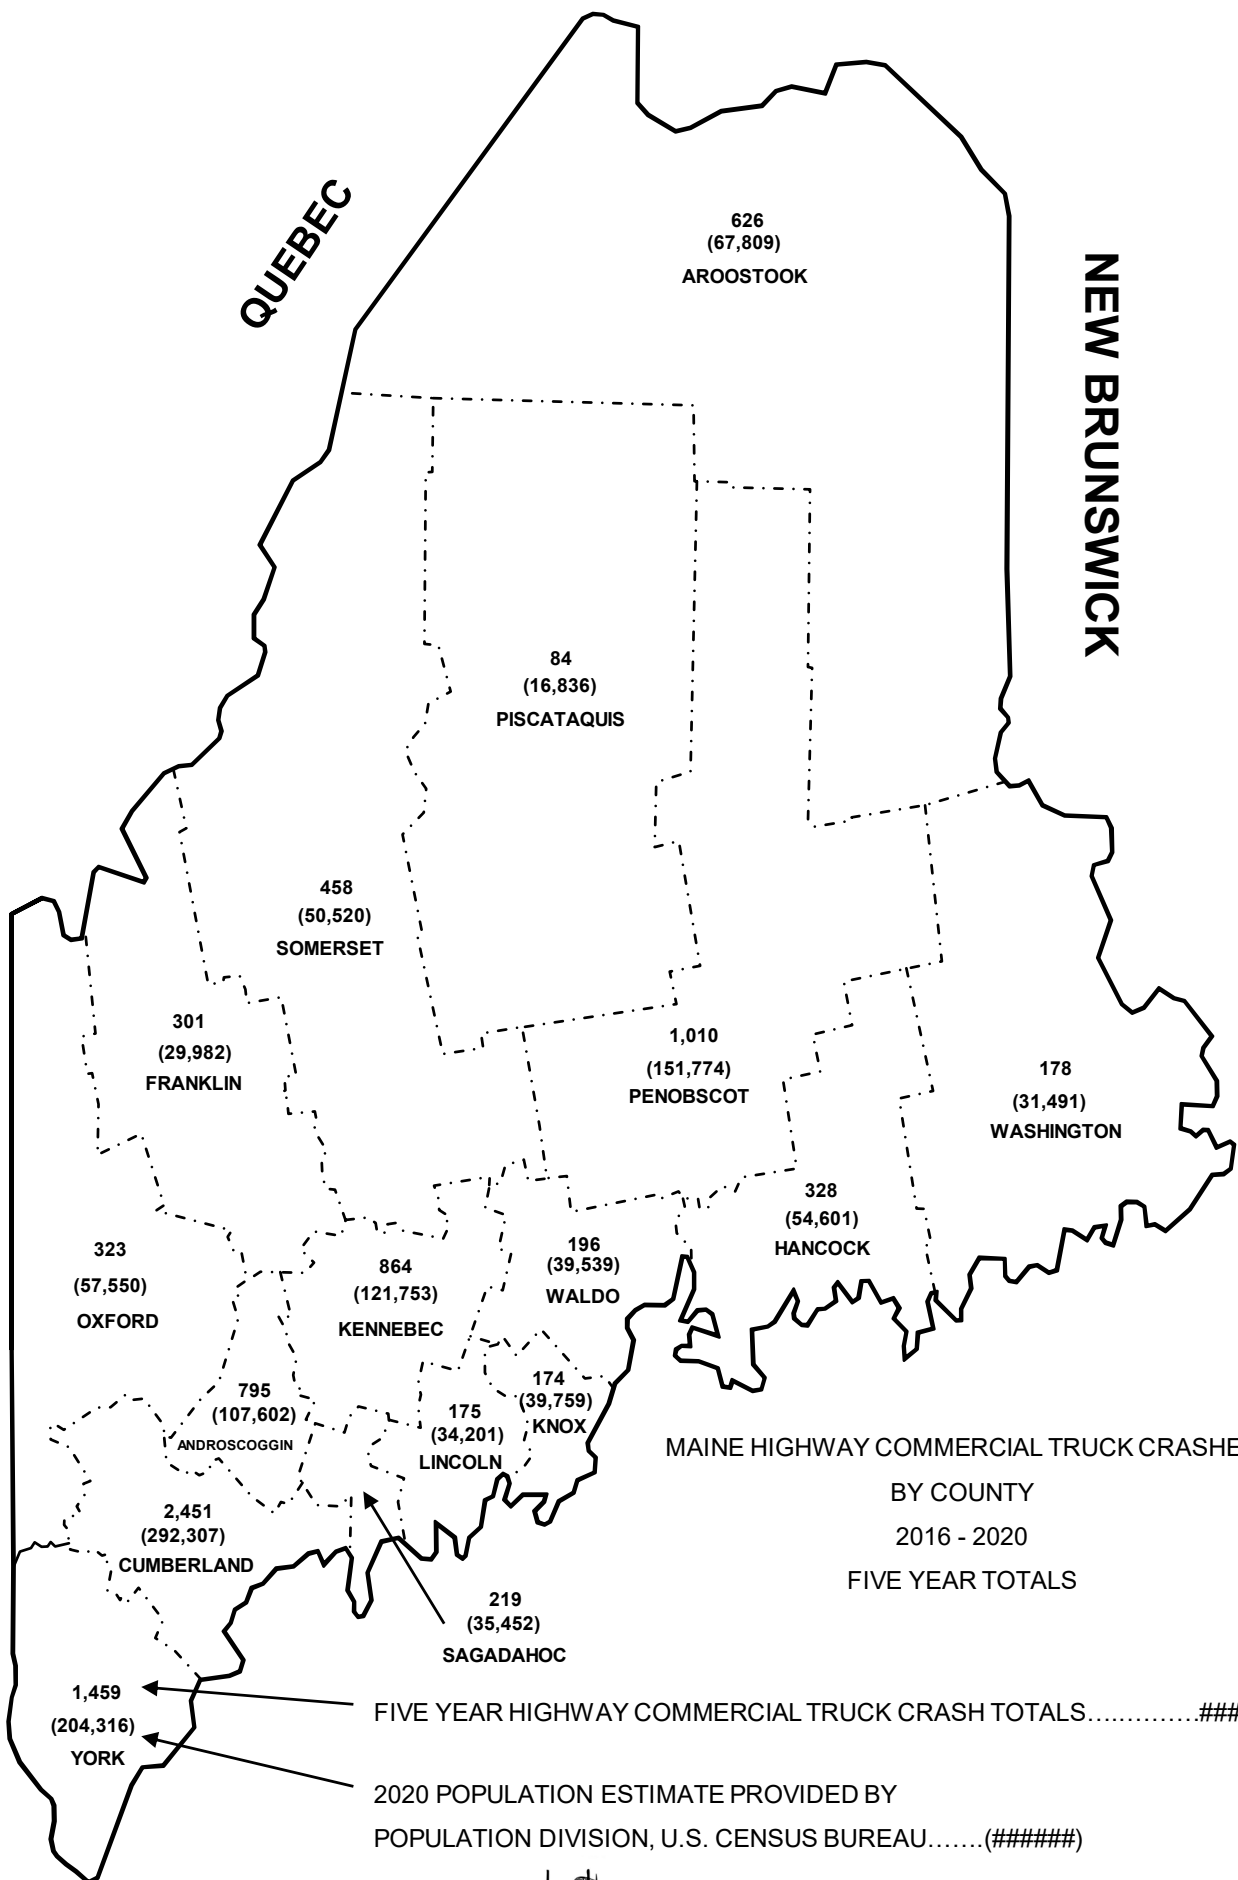 QUEBEC
NEW BRUNSWICK
626
(67,809)
AROOSTOOK
84
(16,836)
PISCATAQUIS
458
(50,520)
SOMERSET
301
(29,982)
FRANKLIN
1,010
(151,774)
PENOBSCOT
178
(31,491)
WASHINGTON
328
(54,601)
HANCOCK
323
(57,550)
OXFORD
864
(121,753)
KENNEBEC
196
(39,539)
WALDO
795
(107,602)
ANDROSCOGGIN
175
(34,201)
LINCOLN
174
(39,759)
KNOX
2,451
(292,307)
CUMBERLAND
219
(35,452)
SAGADAHOC
1,459
(204,316)
YORK
MAINE HIGHWAY COMMERCIAL TRUCK CRASHE
BY COUNTY
2016 - 2020
FIVE YEAR TOTALS
FIVE YEAR HIGHWAY COMMERCIAL TRUCK CRASH TOTALS..............###
2020 POPULATION ESTIMATE PROVIDED BY
POPULATION DIVISION, U.S. CENSUS BUREAU.......(######)